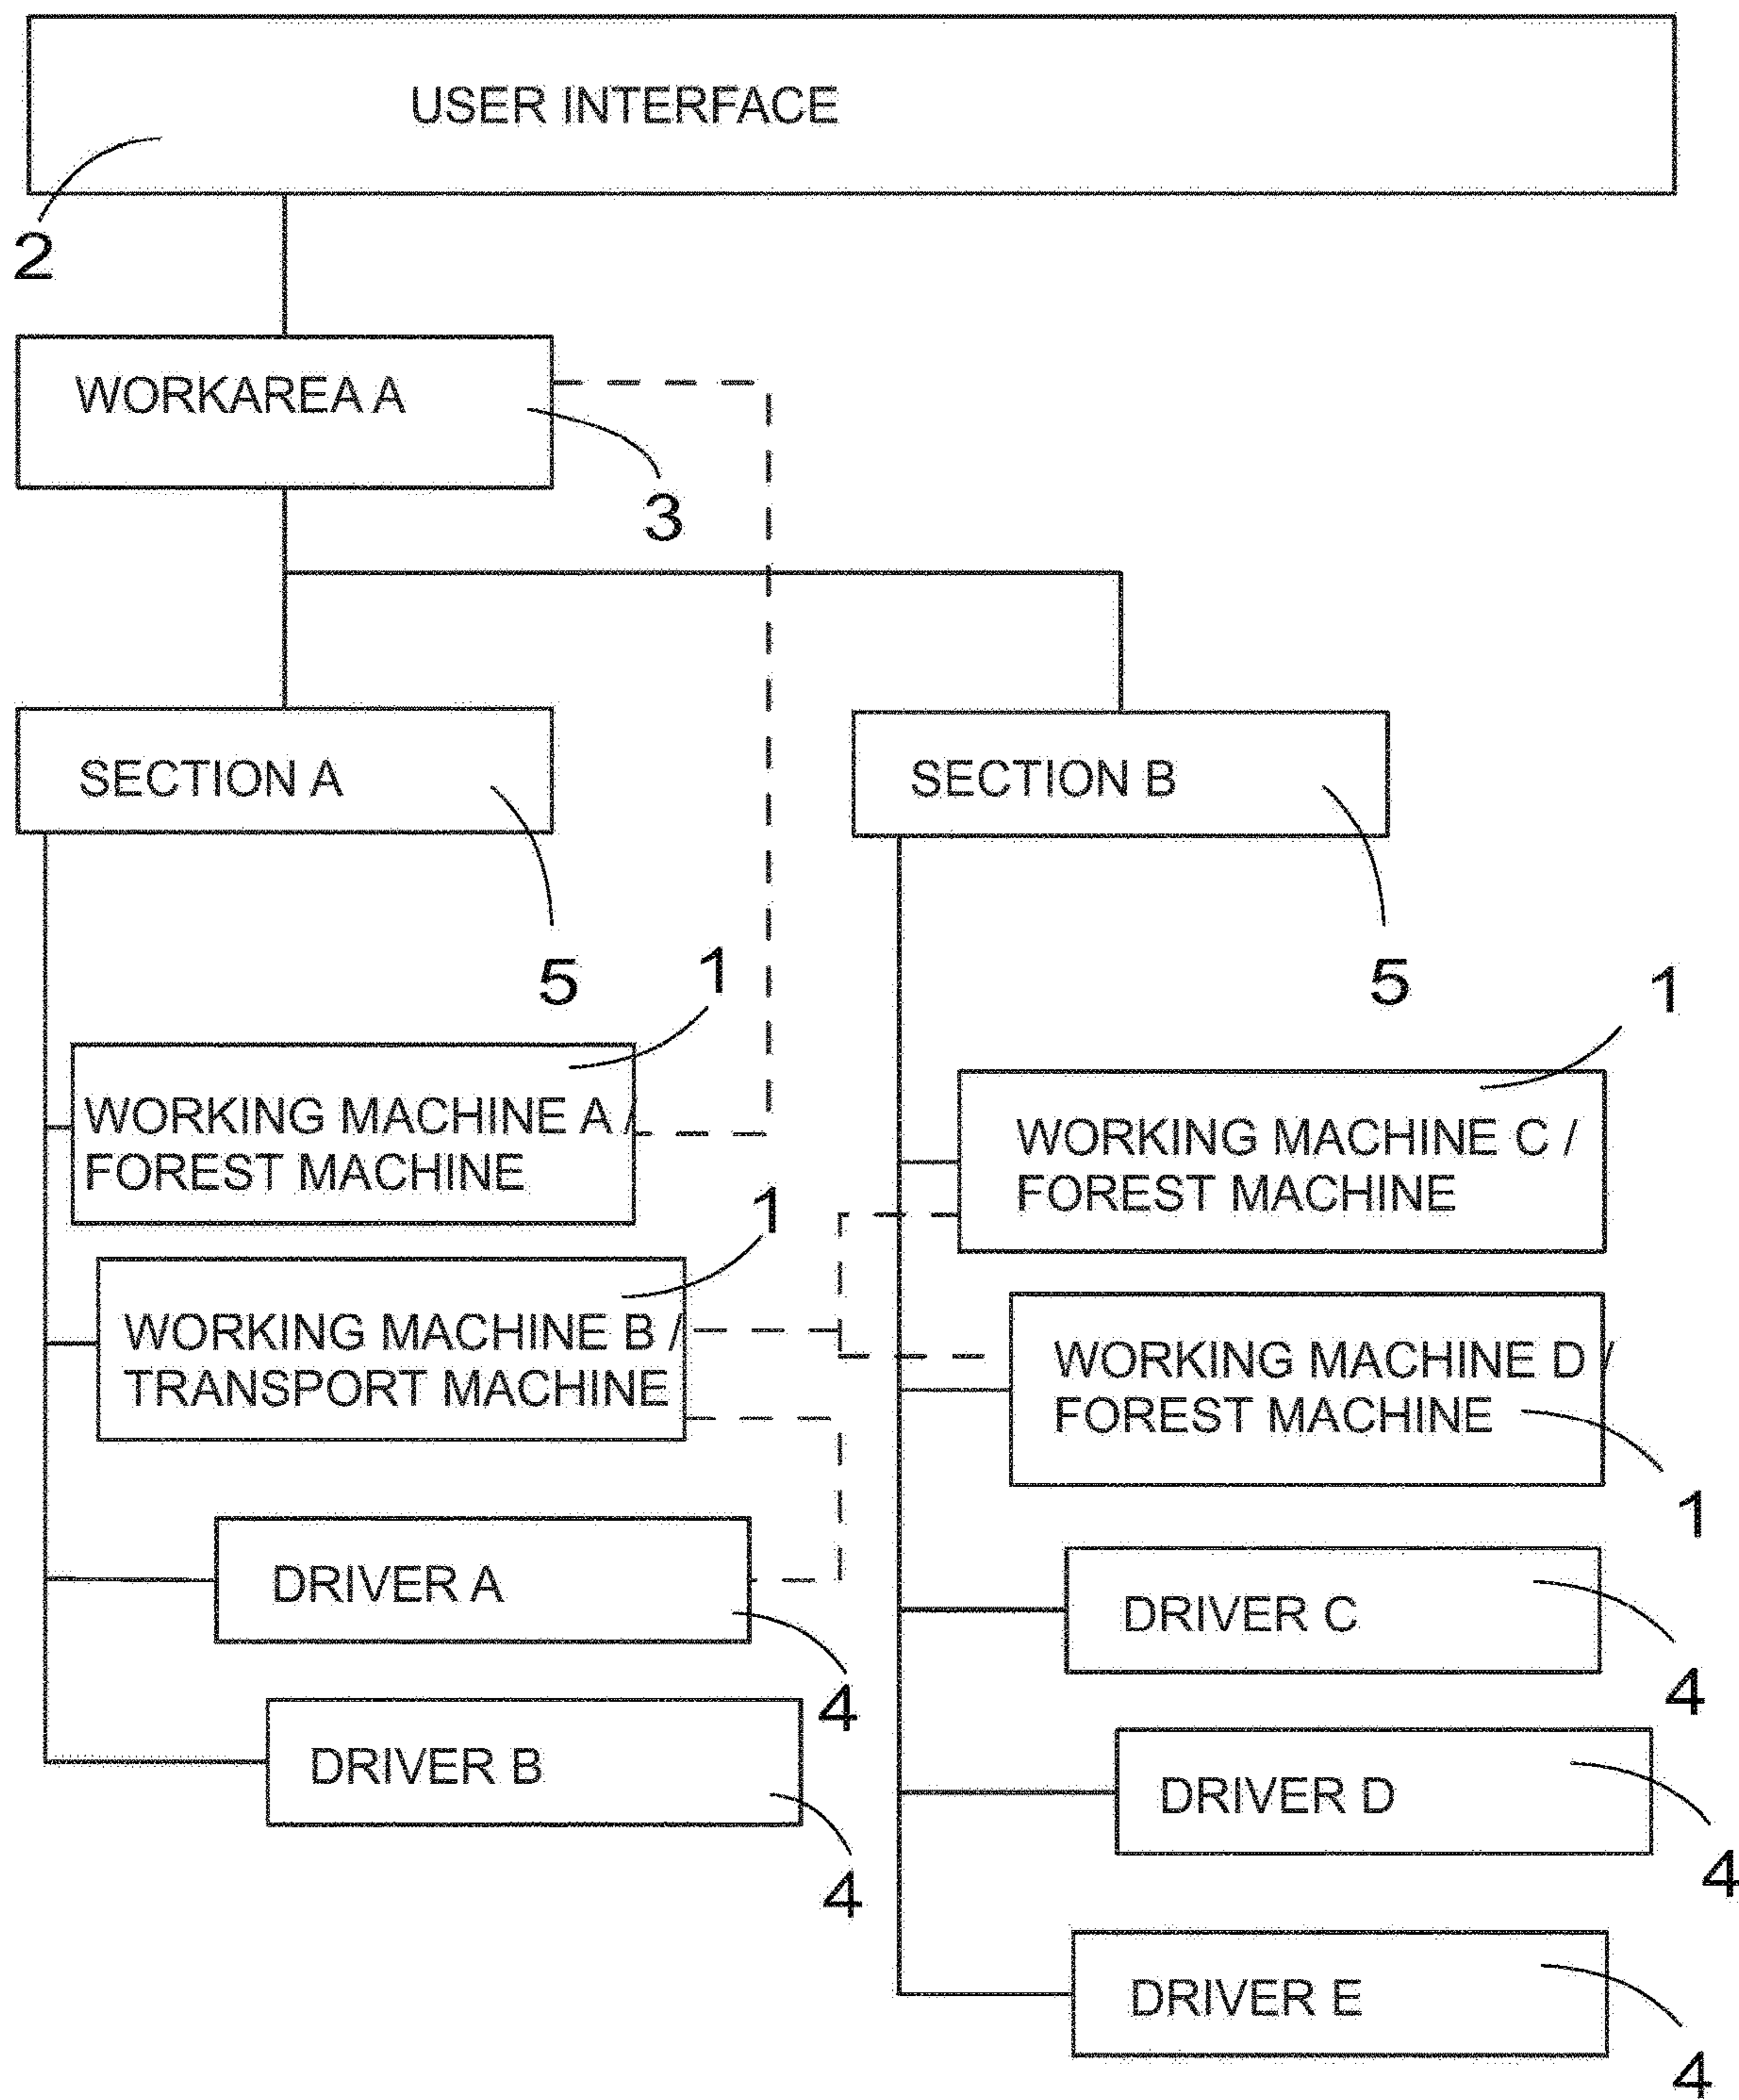 USER INTERFACE
2
WORKAREA A
3
SECTION A
5
1
WORKING MACHINE A /
FOREST MACHINE
1
WORKING MACHINE B /
TRANSPORT MACHINE
DRIVER A
4
DRIVER B
4
SECTION B
5
1
WORKING MACHINE C /
FOREST MACHINE
WORKING MACHINE D /
FOREST MACHINE
1
DRIVER C
4
DRIVER D
4
DRIVER E
4